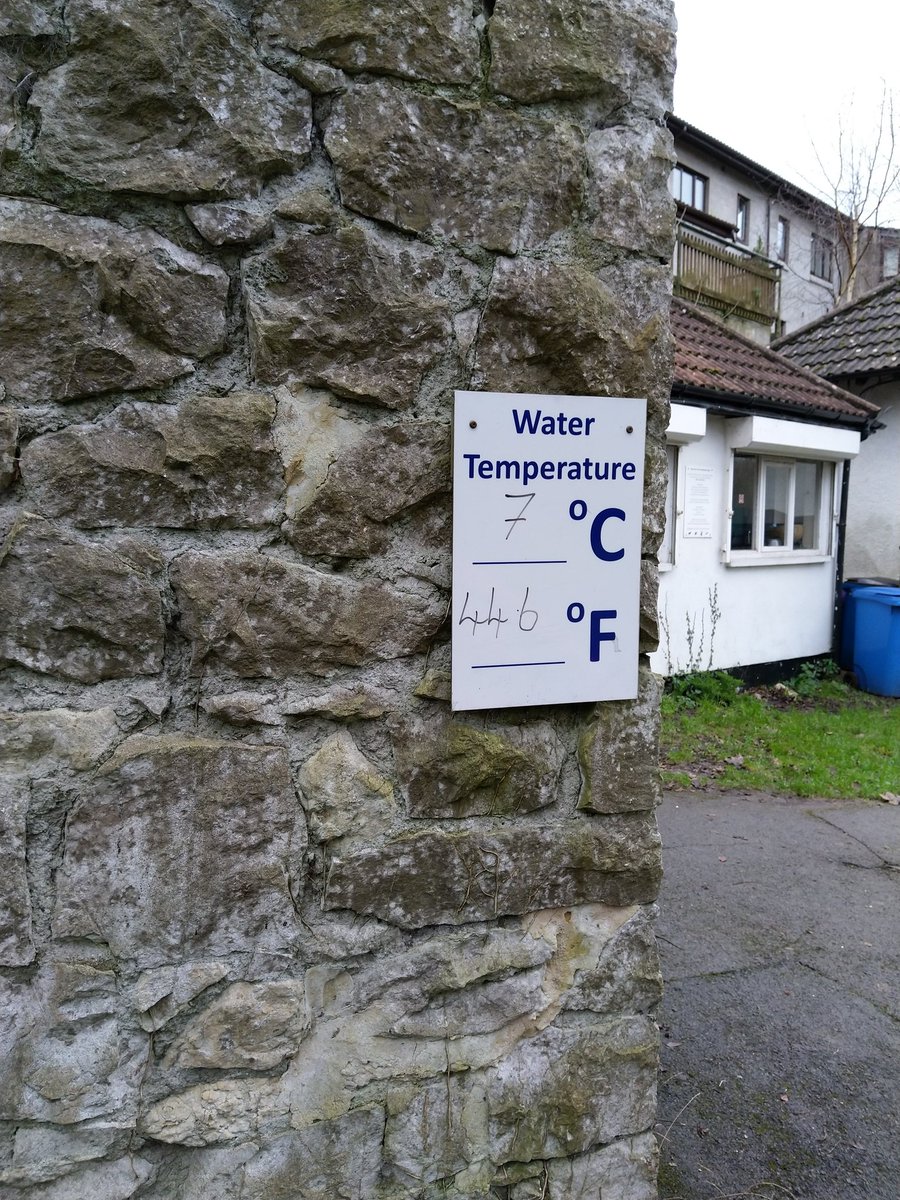 Water
Temperature
7 °C
44.6 °F